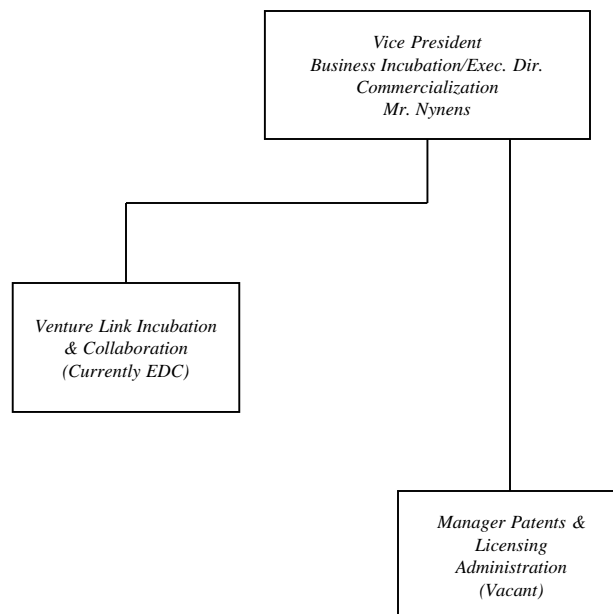 Vice President
Business Incubation/Exec. Dir.
Commercialization
Mr. Nynens
Venture Link Incubation
& Collaboration
(Currently EDC)
Manager Patents &
Licensing
Administration
(Vacant)